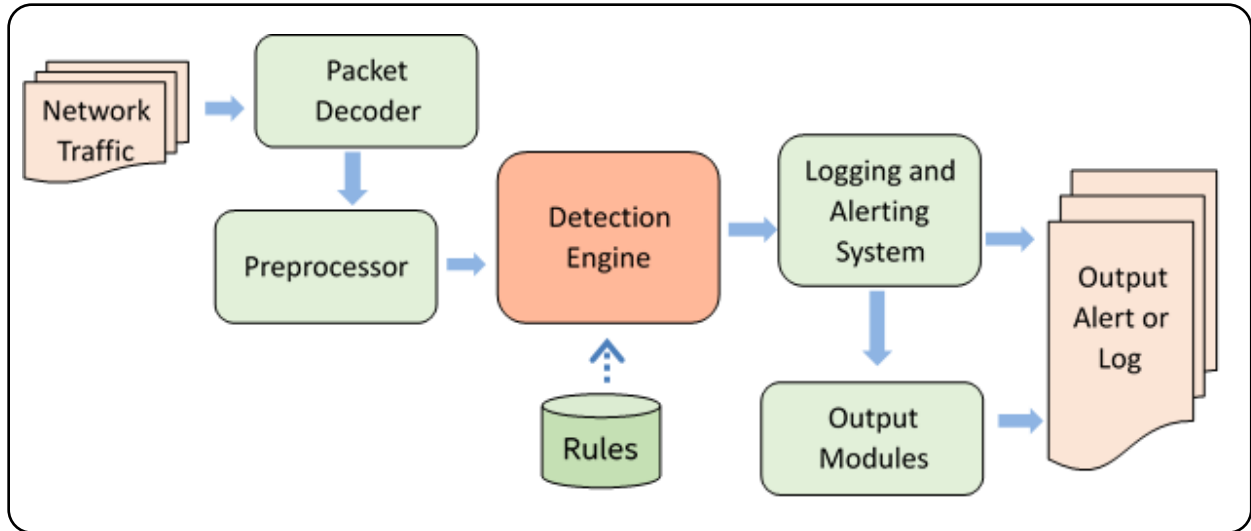 Network
Traffic
Packet
Decoder
Preprocessor
Detection
Engine
Rules
Logging and
Alerting
System
Output
Modules
Output
Alert or
Log